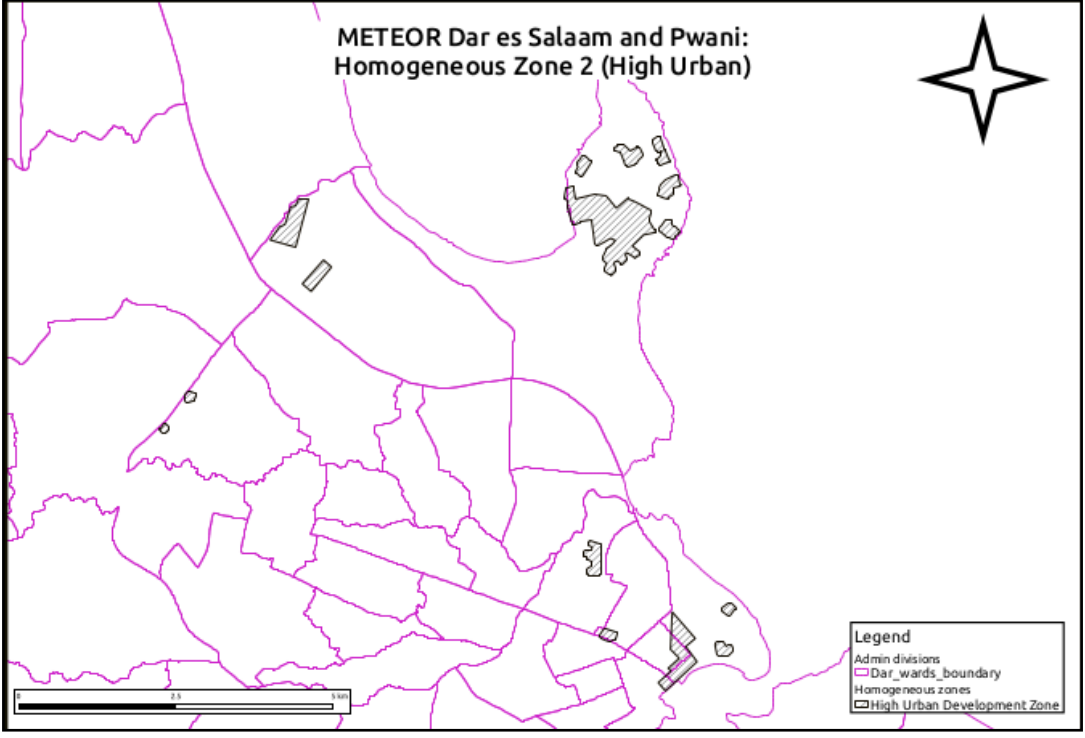 METEOR Dar es Salaam and Pwani:
Homogeneous Zone 2 (High Urban)
Legend
Admin divisions
Dar_wards_boundary
Homogeneous zones
High Urban Development Zone
0 2.5 5 km